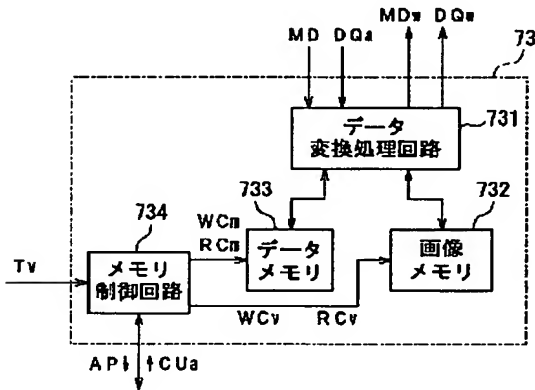 MD DQa MDw DQw
73
データ
変換処理回路
731
734
WCm
RCm
733
データ
メモリ
732
画像
メモリ
Tv
メモリ
制御回路
WCv RCv
AP↓ ↑CUa